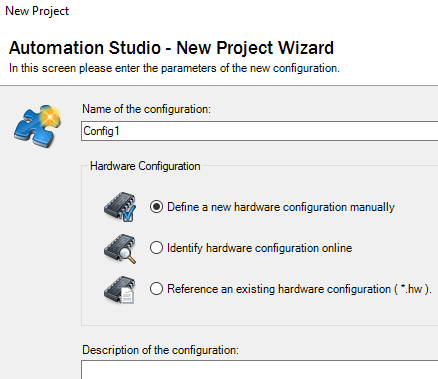 New Project
Automation Studio - New Project Wizard
In this screen please enter the parameters of the new configuration.
Name of the configuration:
Config1
Hardware Configuration
Define a new hardware configuration manually
Identify hardware configuration online
Reference an existing hardware configuration ( *.hw ).
Description of the configuration: